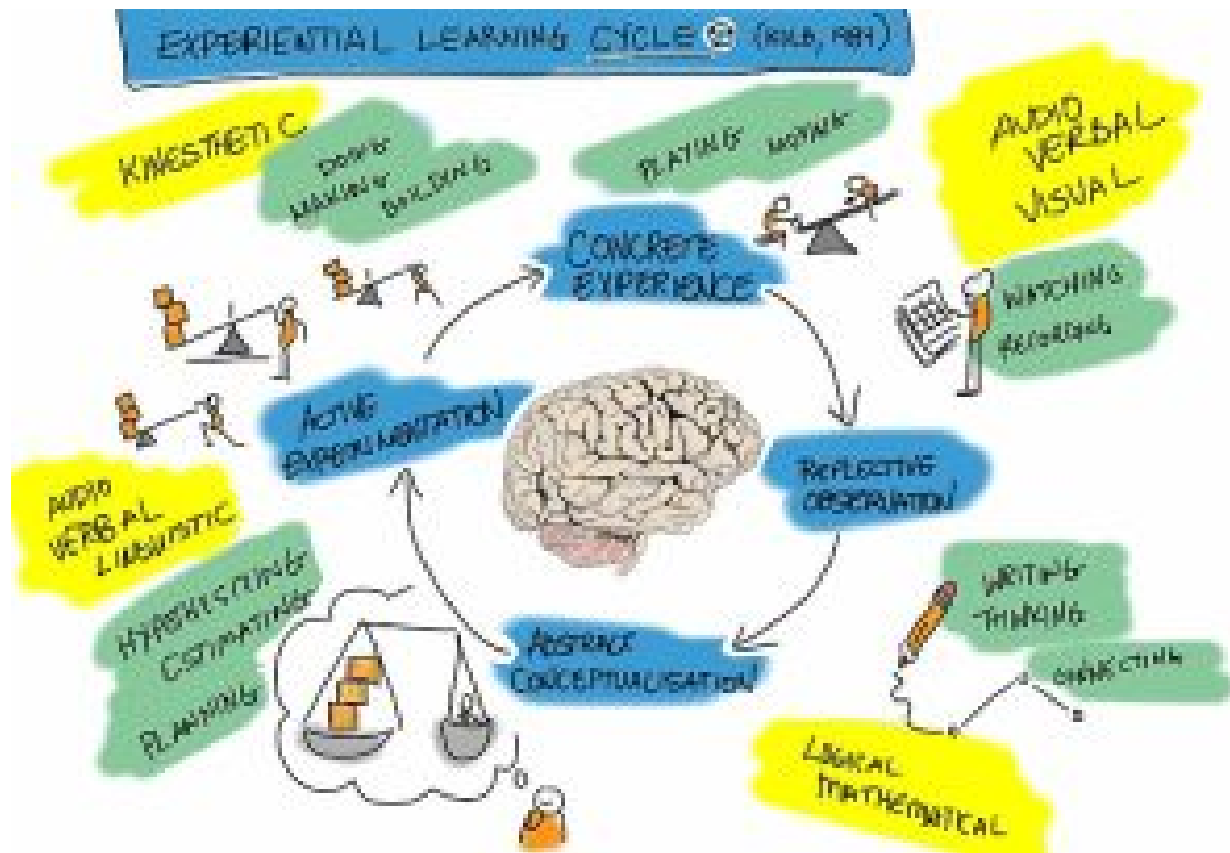 EXPERIENTIAL LEARNING CYCLE (KOLB, 1984)
KINESTHETIC
DOING
MAKING
BUILDING
PLAYING MOVING
AUDIO
VERBAL
VISUAL
CONCRETE
EXPERIENCE
WATCHING
RECORDING
ACTIVE
EXPERIMENTATION
REFLECTIVE
OBSERVATION
AUDIO
VERBAL
LINGUISTIC
HYPOTHESISING
ESTIMATING
PLANNING
ABSTRACT
CONCEPTUALISATION
WRITING
THINKING
CONNECTING
LOGICAL
MATHEMATICAL